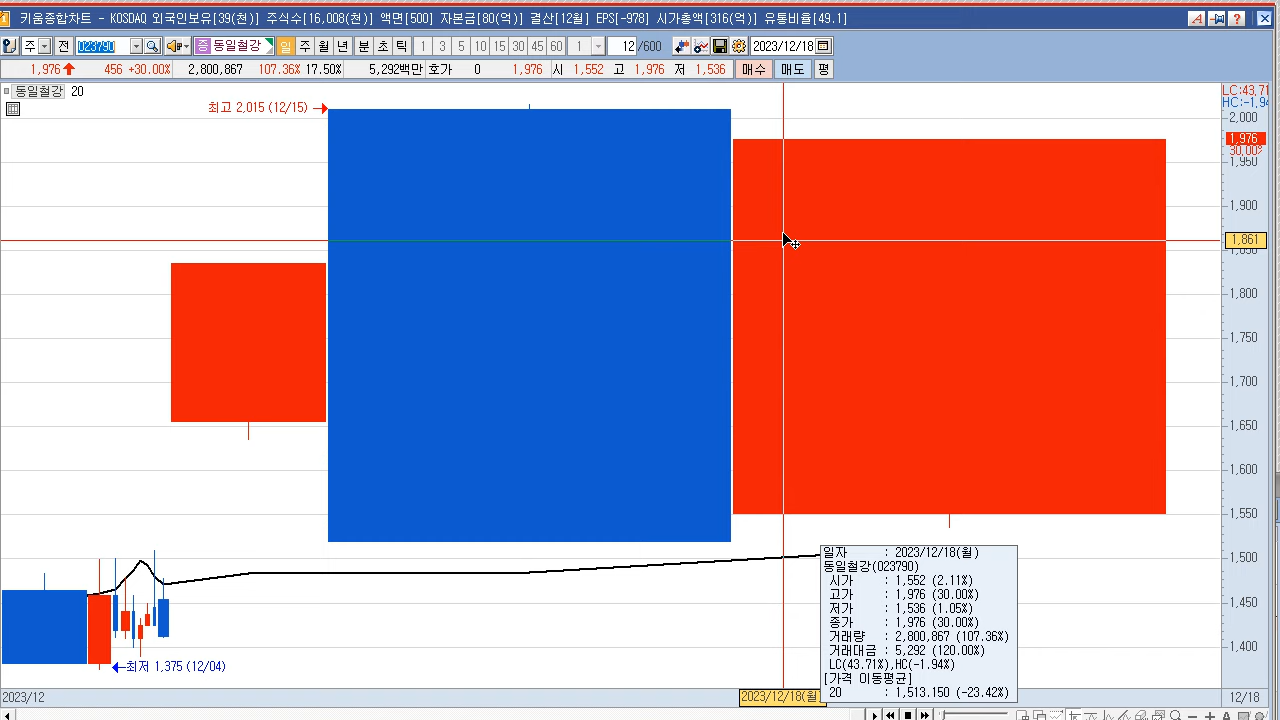 키움종합차트 - KOSDAQ 외국인보유[39(천)] 주식수[16,008(천)] 액면[500] 자본금[80(억)] 결산[12월] EPS[-978] 시가총액[316(억)] 유통비율[49.1]
주 전 023790 증 동일철강 일 주 월 년 분 초 틱 1 3 5 10 15 30 45 60 1 12 /600 2023/12/18
1,976 456 +30.00% 2,800,867 107.36% 17.50% 5,292백만 호가 0 1,976 시 1,552 고 1,976 저 1,536 매수 매도 평
동일철강 20
LC:43,71
HC:-1,94
최고 2,015 (12/15)
2,000
1,976
30,00%
1,950
1,900
1,861
1,850
1,800
1,750
1,700
1,650
1,600
1,550
1,500
1,450
1,400
일자 : 2023/12/18(월)
동일철강(023790)
시가 : 1,552 (2.11%)
고가 : 1,976 (30.00%)
저가 : 1,536 (1.05%)
종가 : 1,976 (30.00%)
거래량 : 2,800,867 (107.36%)
거래대금 : 5,292 (120.00%)
LC(43.71%),HC(-1.94%)
[가격 이동평균]
20 : 1,513.150 (-23.42%)
최저 1,375 (12/04)
2023/12
2023/12/18(월)
12/18